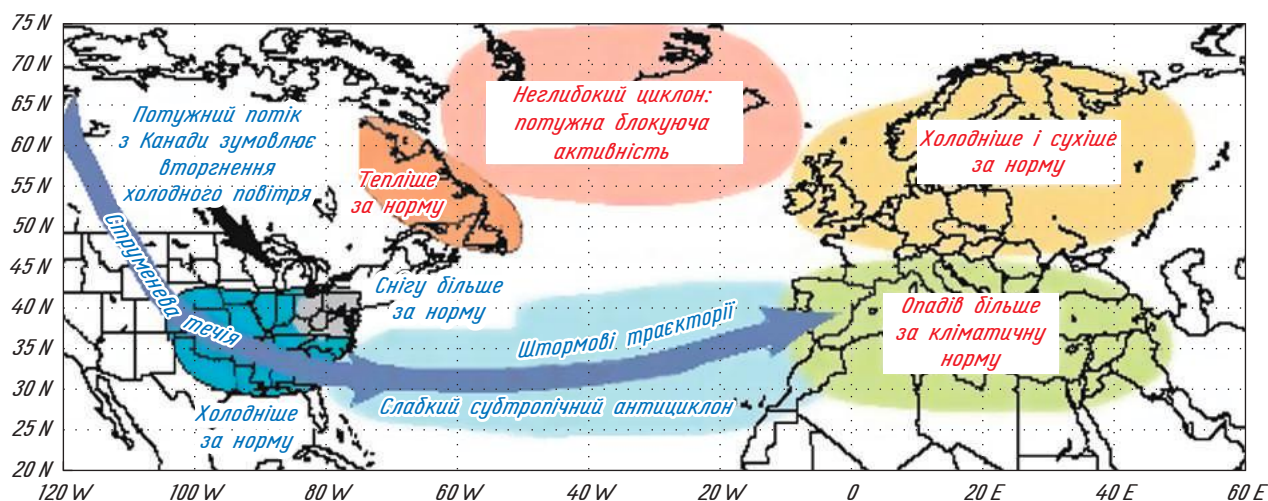 75 N
70 N
65 N
60 N
55 N
50 N
45 N
40 N
35 N
30 N
25 N
20 N
Потужний потік
з Канади зумовлює
вторгнення
холодного повітря
Тепліше
за норму
Неглибокий циклон:
потужна блокуюча
активність
Холодніше і сухіше
за норму
Струменева течія
Снігу більше
за норму
Штормові траєкторії
Опадів більше
за кліматичну
норму
Холодніше
за норму
Слабкий субтропічний антициклон
120 W
100 W
80 W
60 W
40 W
20 W
0
20 E
40 E
60 E